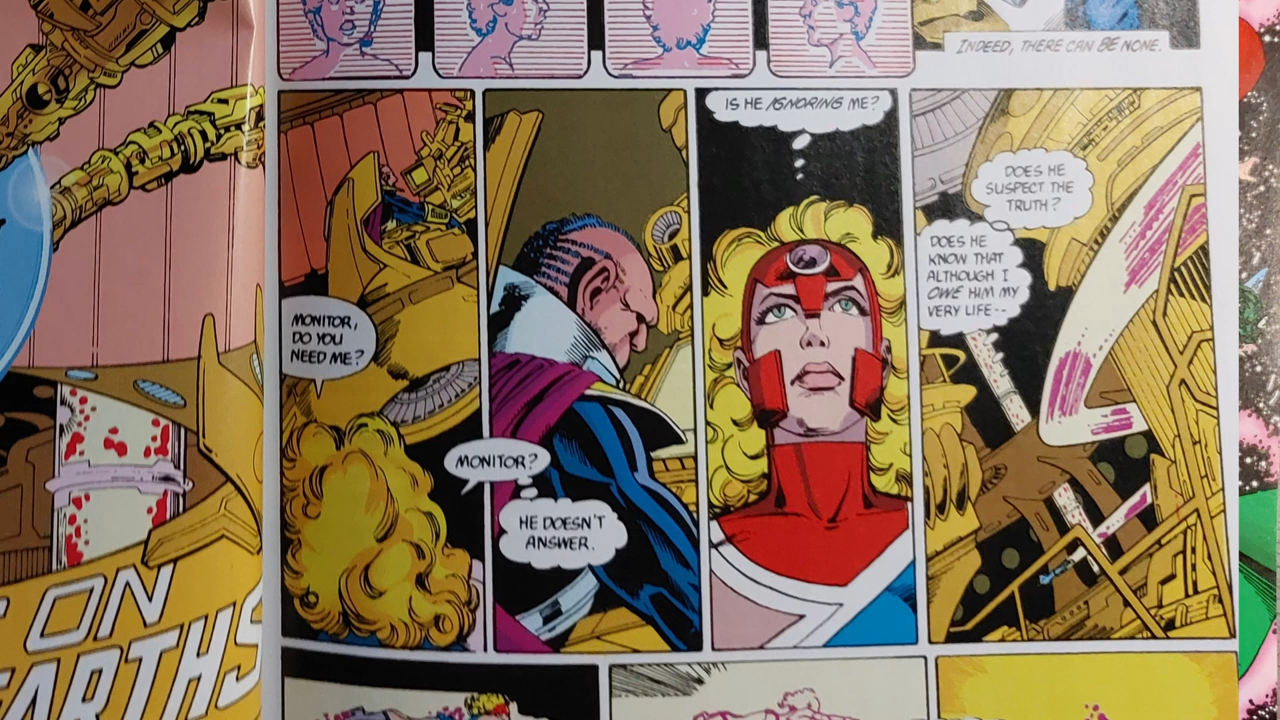 INDEED, THERE CAN BE NONE.
MONITOR,
DO YOU
NEED ME?
MONITOR?
HE DOESN'T
ANSWER.
IS HE IGNORING ME?
DOES HE
SUSPECT THE
TRUTH?
DOES HE
KNOW THAT
ALTHOUGH I
OWE HIM MY
VERY LIFE--
ON
EARTHS